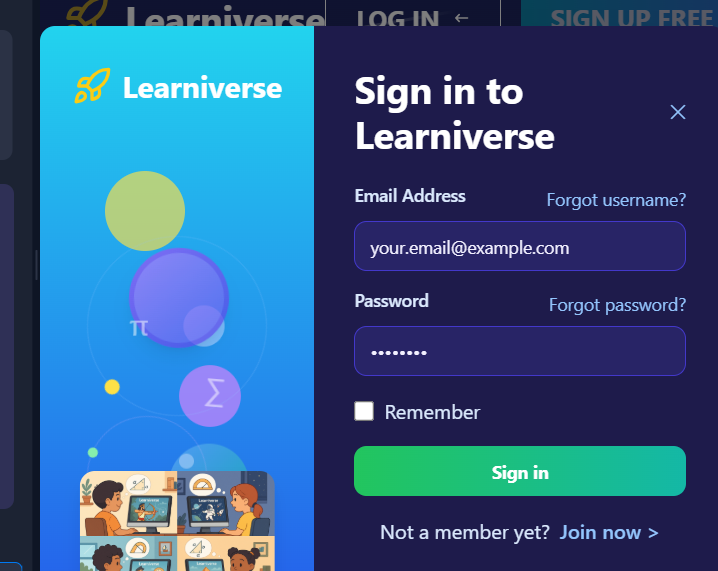 Learniverse
LOG IN ←
SIGN UP FREE
Learniverse
π
Σ
Sign in to
Learniverse
Email Address
Forgot username?
your.email@example.com
Password
Forgot password?
••••••••
Remember
Sign in
Not a member yet? Join now >